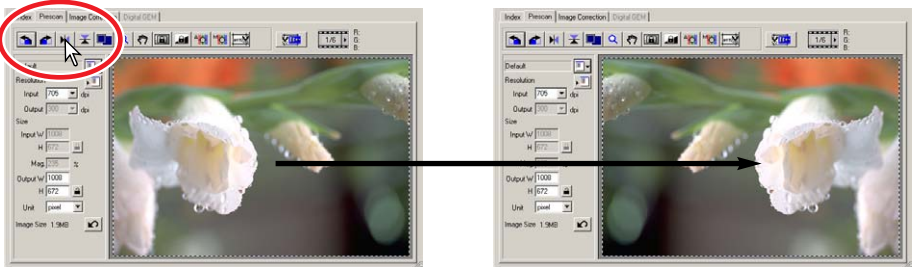 Index Prescan Image Correction Digital GEM
1/6
R:
G:
B:
Default
Resolution
Input 705 dpi
Output 300 dpi
Size
Input W 1008
H 672
Mag. 235 %
Output W 1008
H 672
Unit pixel
Image Size 1.9MB
Index Prescan Image Correction Digital GEM
1/6
R:
G:
B:
Default
Resolution
Input 705 dpi
Output 300 dpi
Size
Input W 1008
H 672
Output W 1008
H 672
Unit pixel
Image Size 1.9MB